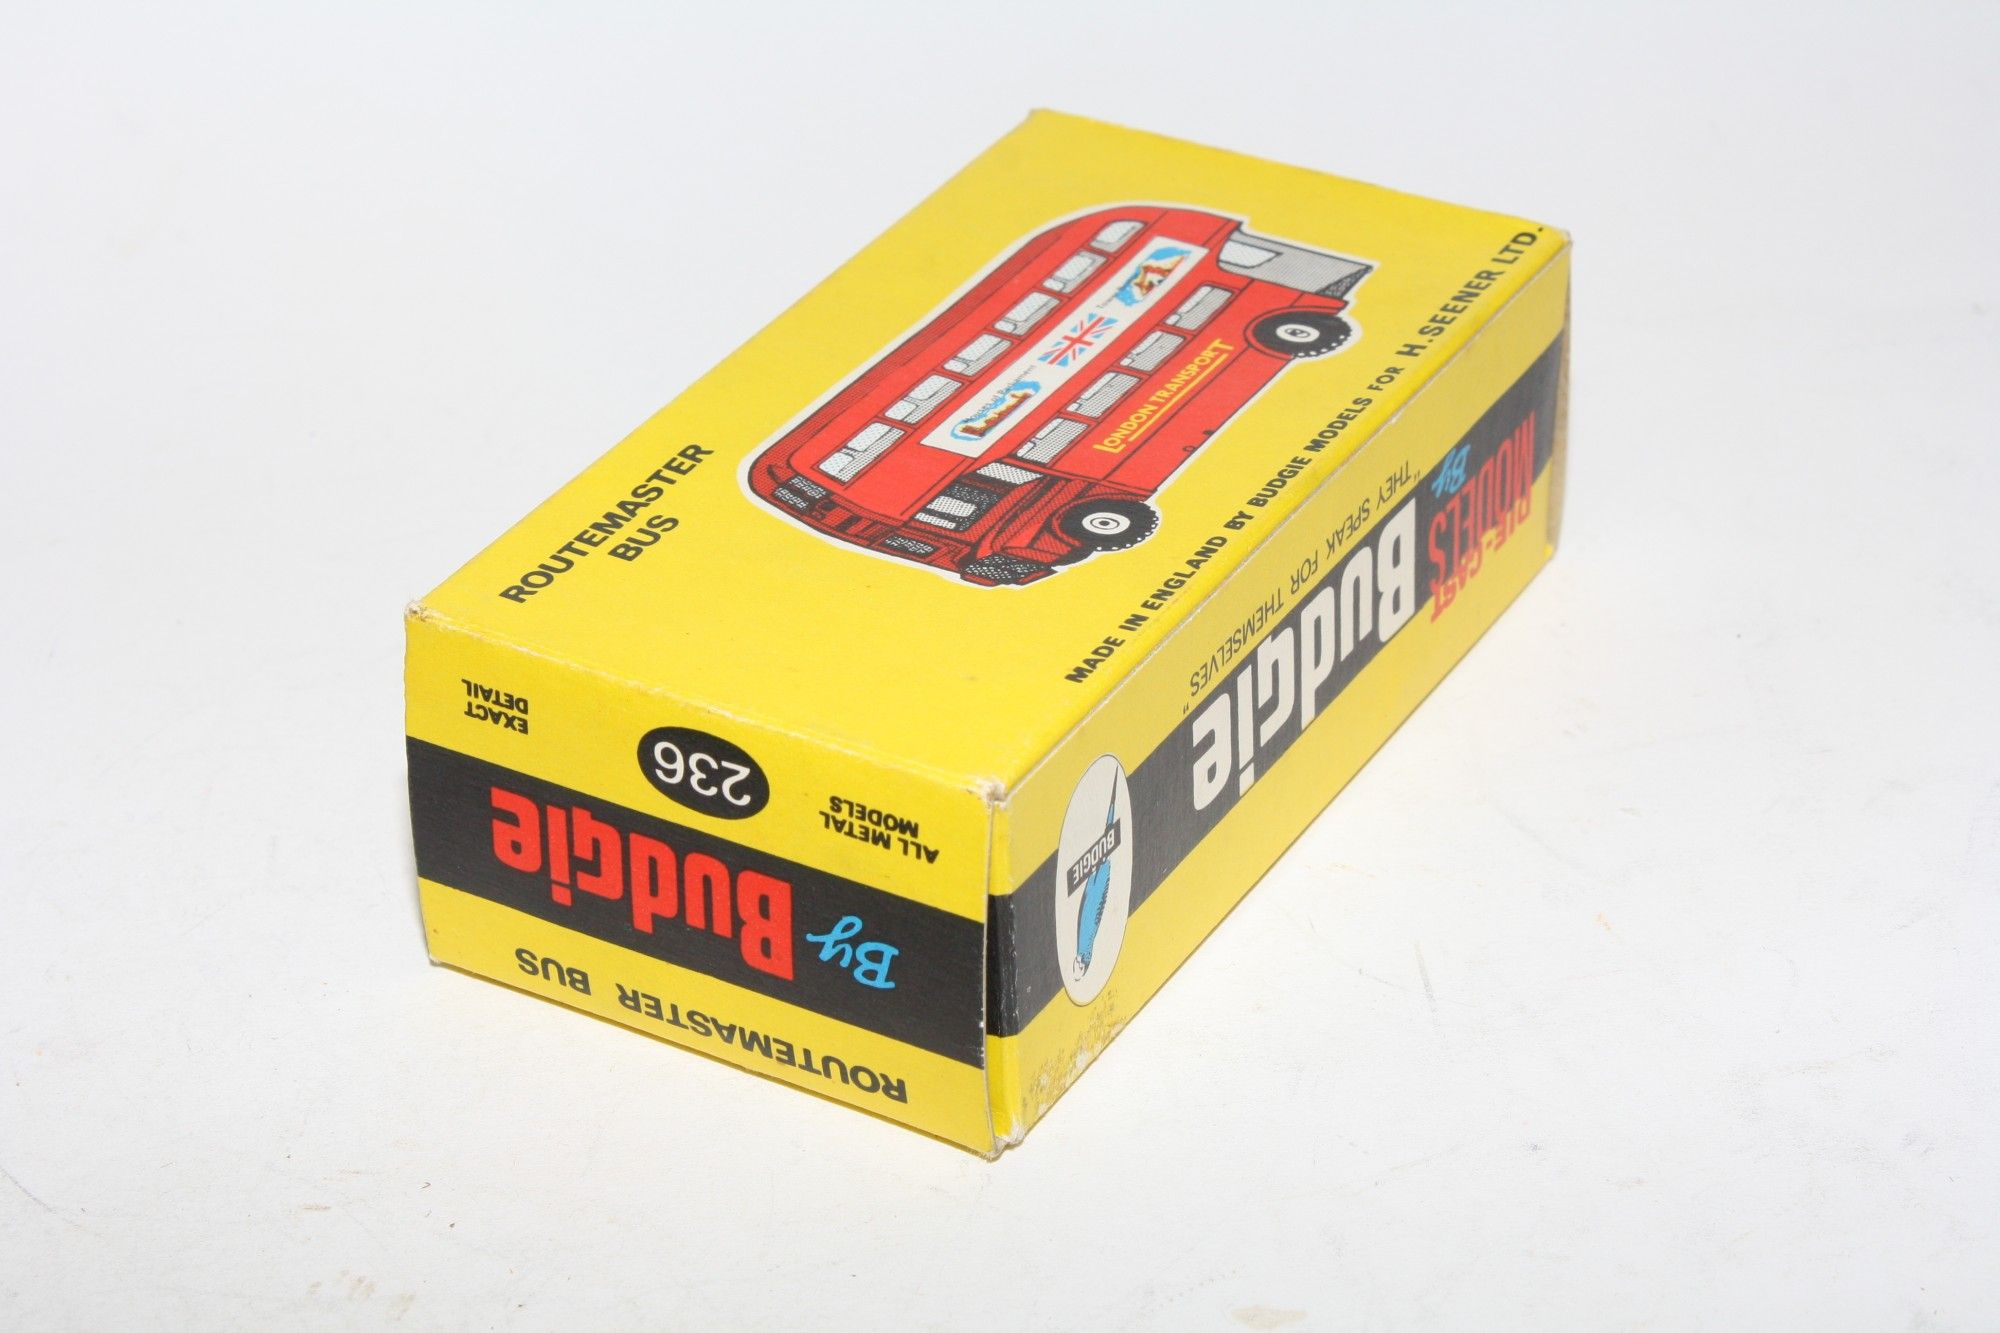 ROUTEMASTER
BUS
LONDON TRANSPORT
MADE IN ENGLAND BY BUDGIE MODELS FOR H.SEENER LTD.
EXACT
DETAIL
236
ALL METAL
MODELS
By Budgie
ROUTEMASTER BUS
DIE-CAST
MODELS
By
Budgie
"THEY SPEAK FOR THEMSELVES"
BUDGIE